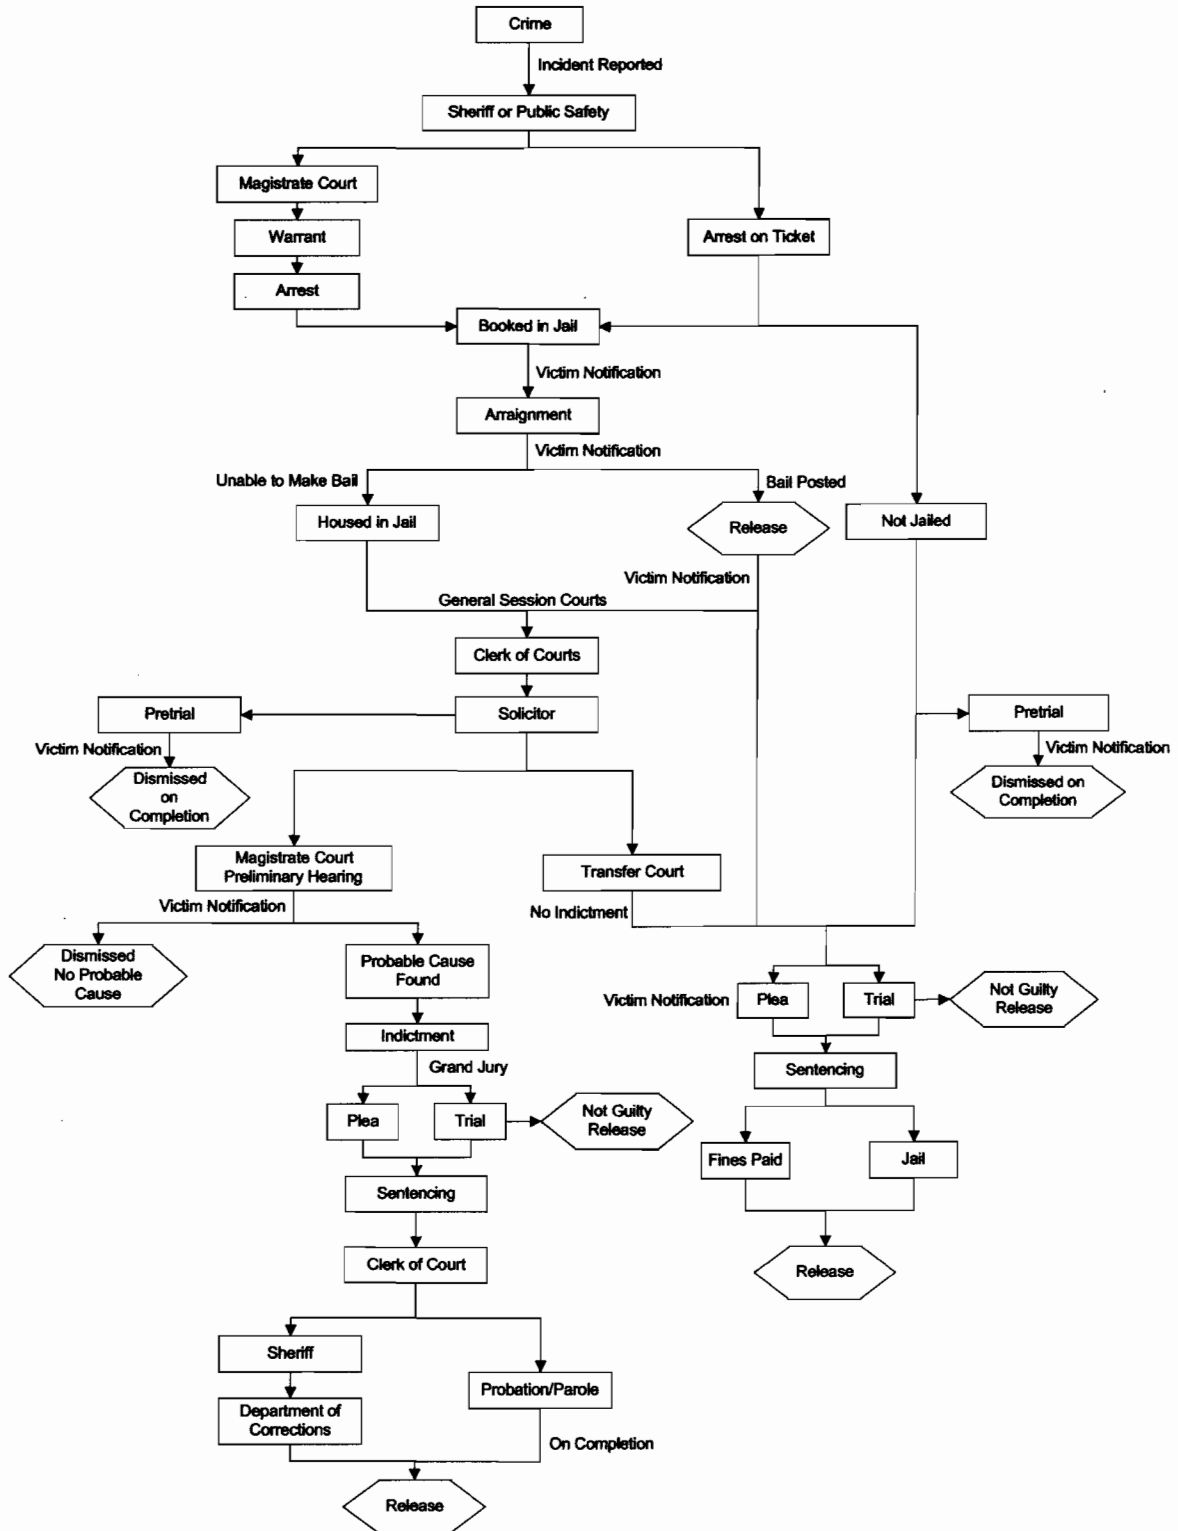 Crime
Incident Reported
Sheriff or Public Safety
Magistrate Court
Warrant
Arrest on Ticket
Arrest
Booked in Jail
Victim Notification
Arraignment
Victim Notification
Unable to Make Bail
Bail Posted
Housed in Jail
Release
Not Jailed
Victim Notification
General Session Courts
Clerk of Courts
Pretrial
Solicitor
Pretrial
Victim Notification
Victim Notification
Dismissed
on
Completion
Dismissed on
Completion
Magistrate Court
Preliminary Hearing
Transfer Court
Victim Notification
No Indictment
Dismissed
No Probable
Cause
Probable Cause
Found
Victim Notification
Plea
Trial
Not Guilty
Release
Indictment
Grand Jury
Sentencing
Plea
Trial
Not Guilty
Release
Fines Paid
Jail
Sentencing
Clerk of Court
Release
Sheriff
Probation/Parole
Department of
Corrections
On Completion
Release